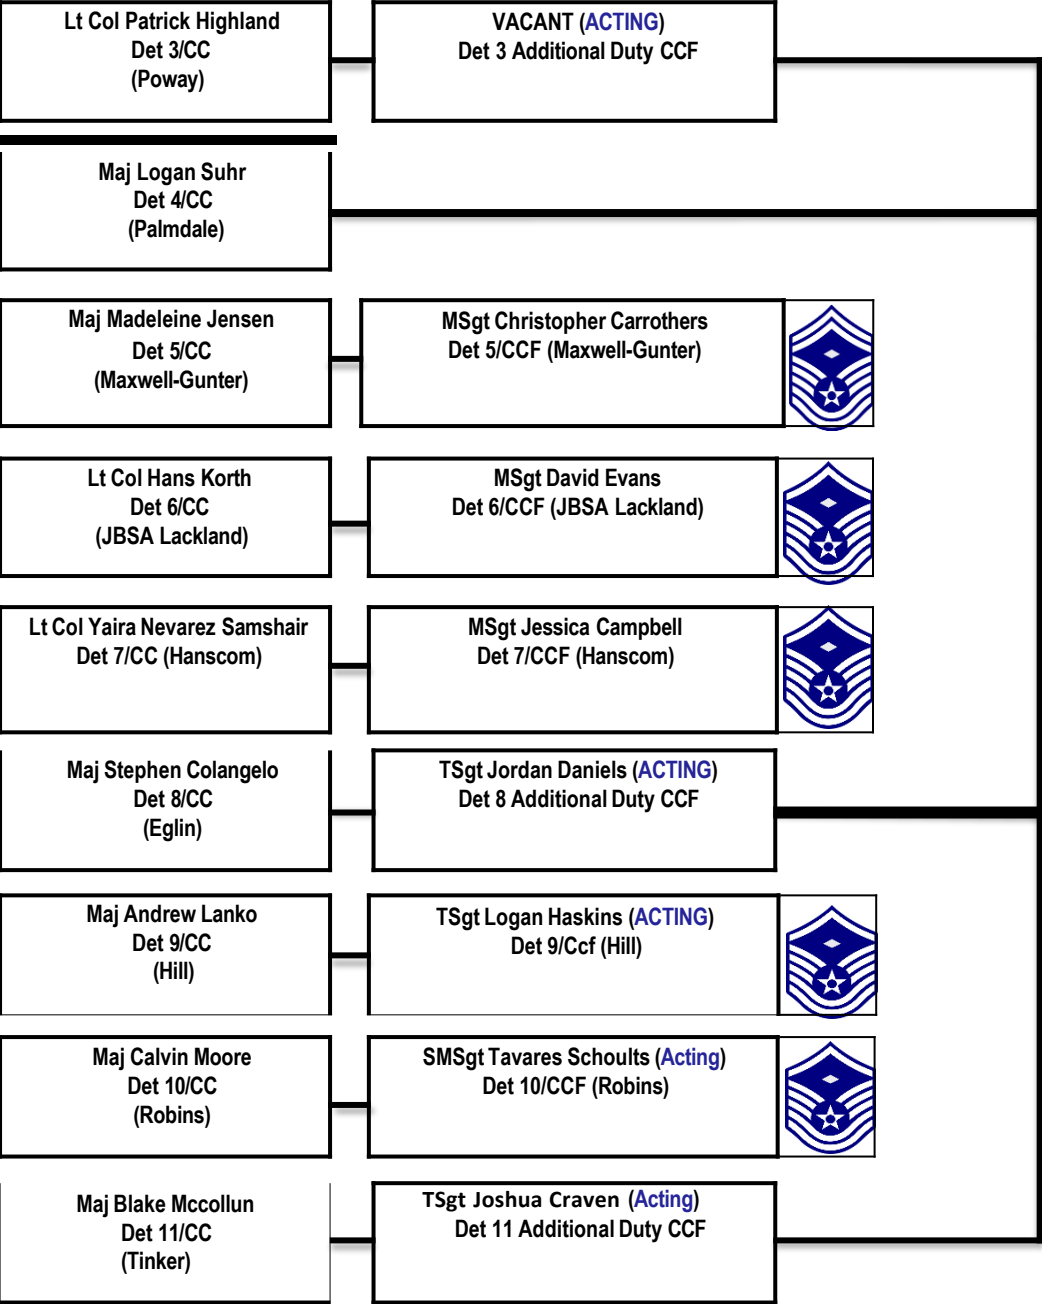 Lt Col Patrick Highland
Det 3/CC
(Poway)
VACANT (ACTING)
Det 3 Additional Duty CCF
Maj Logan Suhr
Det 4/CC
(Palmdale)
Maj Madeleine Jensen
Det 5/CC
(Maxwell-Gunter)
MSgt Christopher Carrothers
Det 5/CCF (Maxwell-Gunter)
Lt Col Hans Korth
Det 6/CC
(JBSA Lackland)
MSgt David Evans
Det 6/CCF (JBSA Lackland)
Lt Col Yaira Nevarez Samshair
Det 7/CC (Hanscom)
MSgt Jessica Campbell
Det 7/CCF (Hanscom)
Maj Stephen Colangelo
Det 8/CC
(Eglin)
TSgt Jordan Daniels (ACTING)
Det 8 Additional Duty CCF
Maj Andrew Lanko
Det 9/CC
(Hill)
TSgt Logan Haskins (ACTING)
Det 9/Ccf (Hill)
Maj Calvin Moore
Det 10/CC
(Robins)
SMSgt Tavares Schoults (Acting)
Det 10/CCF (Robins)
Maj Blake Mccollun
Det 11/CC
(Tinker)
TSgt Joshua Craven (Acting)
Det 11 Additional Duty CCF